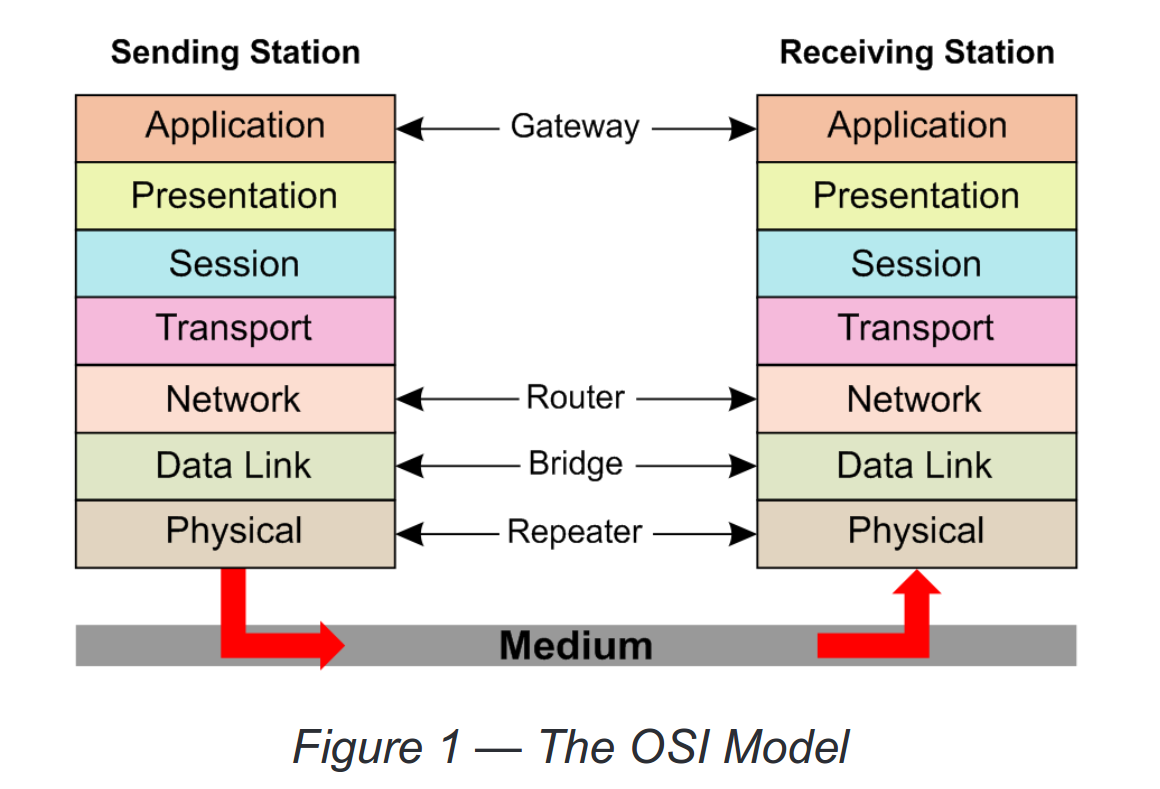 Sending Station
Receiving Station
Application
Gateway
Application
Presentation
Presentation
Session
Session
Transport
Transport
Network
Router
Network
Data Link
Bridge
Data Link
Physical
Repeater
Physical
Medium
Figure 1 — The OSI Model